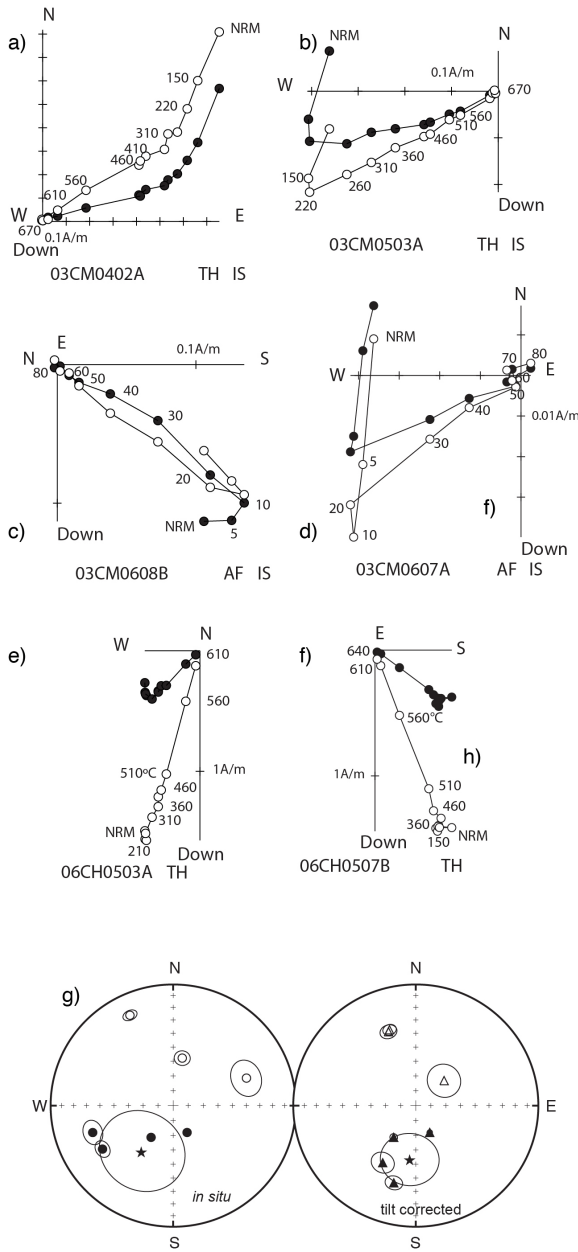 a)
N
NRM
150
220
310
410
460
560
610
W
E
670
0.1A/m
Down
03CM0402A TH IS
b)
NRM
N
0.1A/m
W
670
560
510
460
360
310
260
150
220
Down
03CM0503A TH IS
E
N
0.1A/m
S
80
60
50
40
30
20
10
NRM
5
Down
c)
03CM0608B AF IS
N
NRM
70
80
W
E
50
40
0.01A/m
30
5
20
10
f)
d)
Down
03CM0607A AF IS
e)
W
N
610
560
510ºC
1A/m
460
360
310
NRM
210
Down
06CH0503A TH
f)
E
640
S
610
560°C
h)
1A/m
510
460
360
NRM
150
Down
06CH0507B TH
g)
N
N
W
E
in situ
tilt corrected
S
S